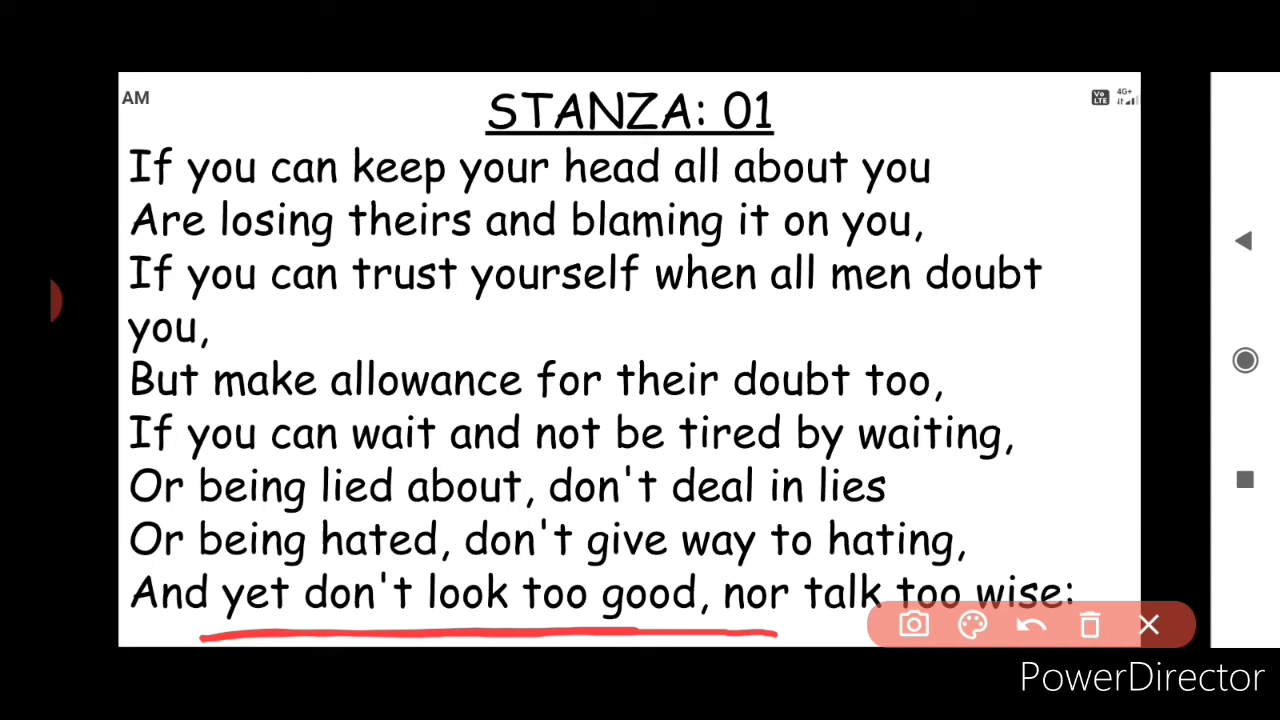 AM
VoLTE 4G+
STANZA: 01
If you can keep your head all about you
Are losing theirs and blaming it on you,
If you can trust yourself when all men doubt
you,
But make allowance for their doubt too,
If you can wait and not be tired by waiting,
Or being lied about, don't deal in lies
Or being hated, don't give way to hating,
And yet don't look too good, nor talk too wise:
PowerDirector